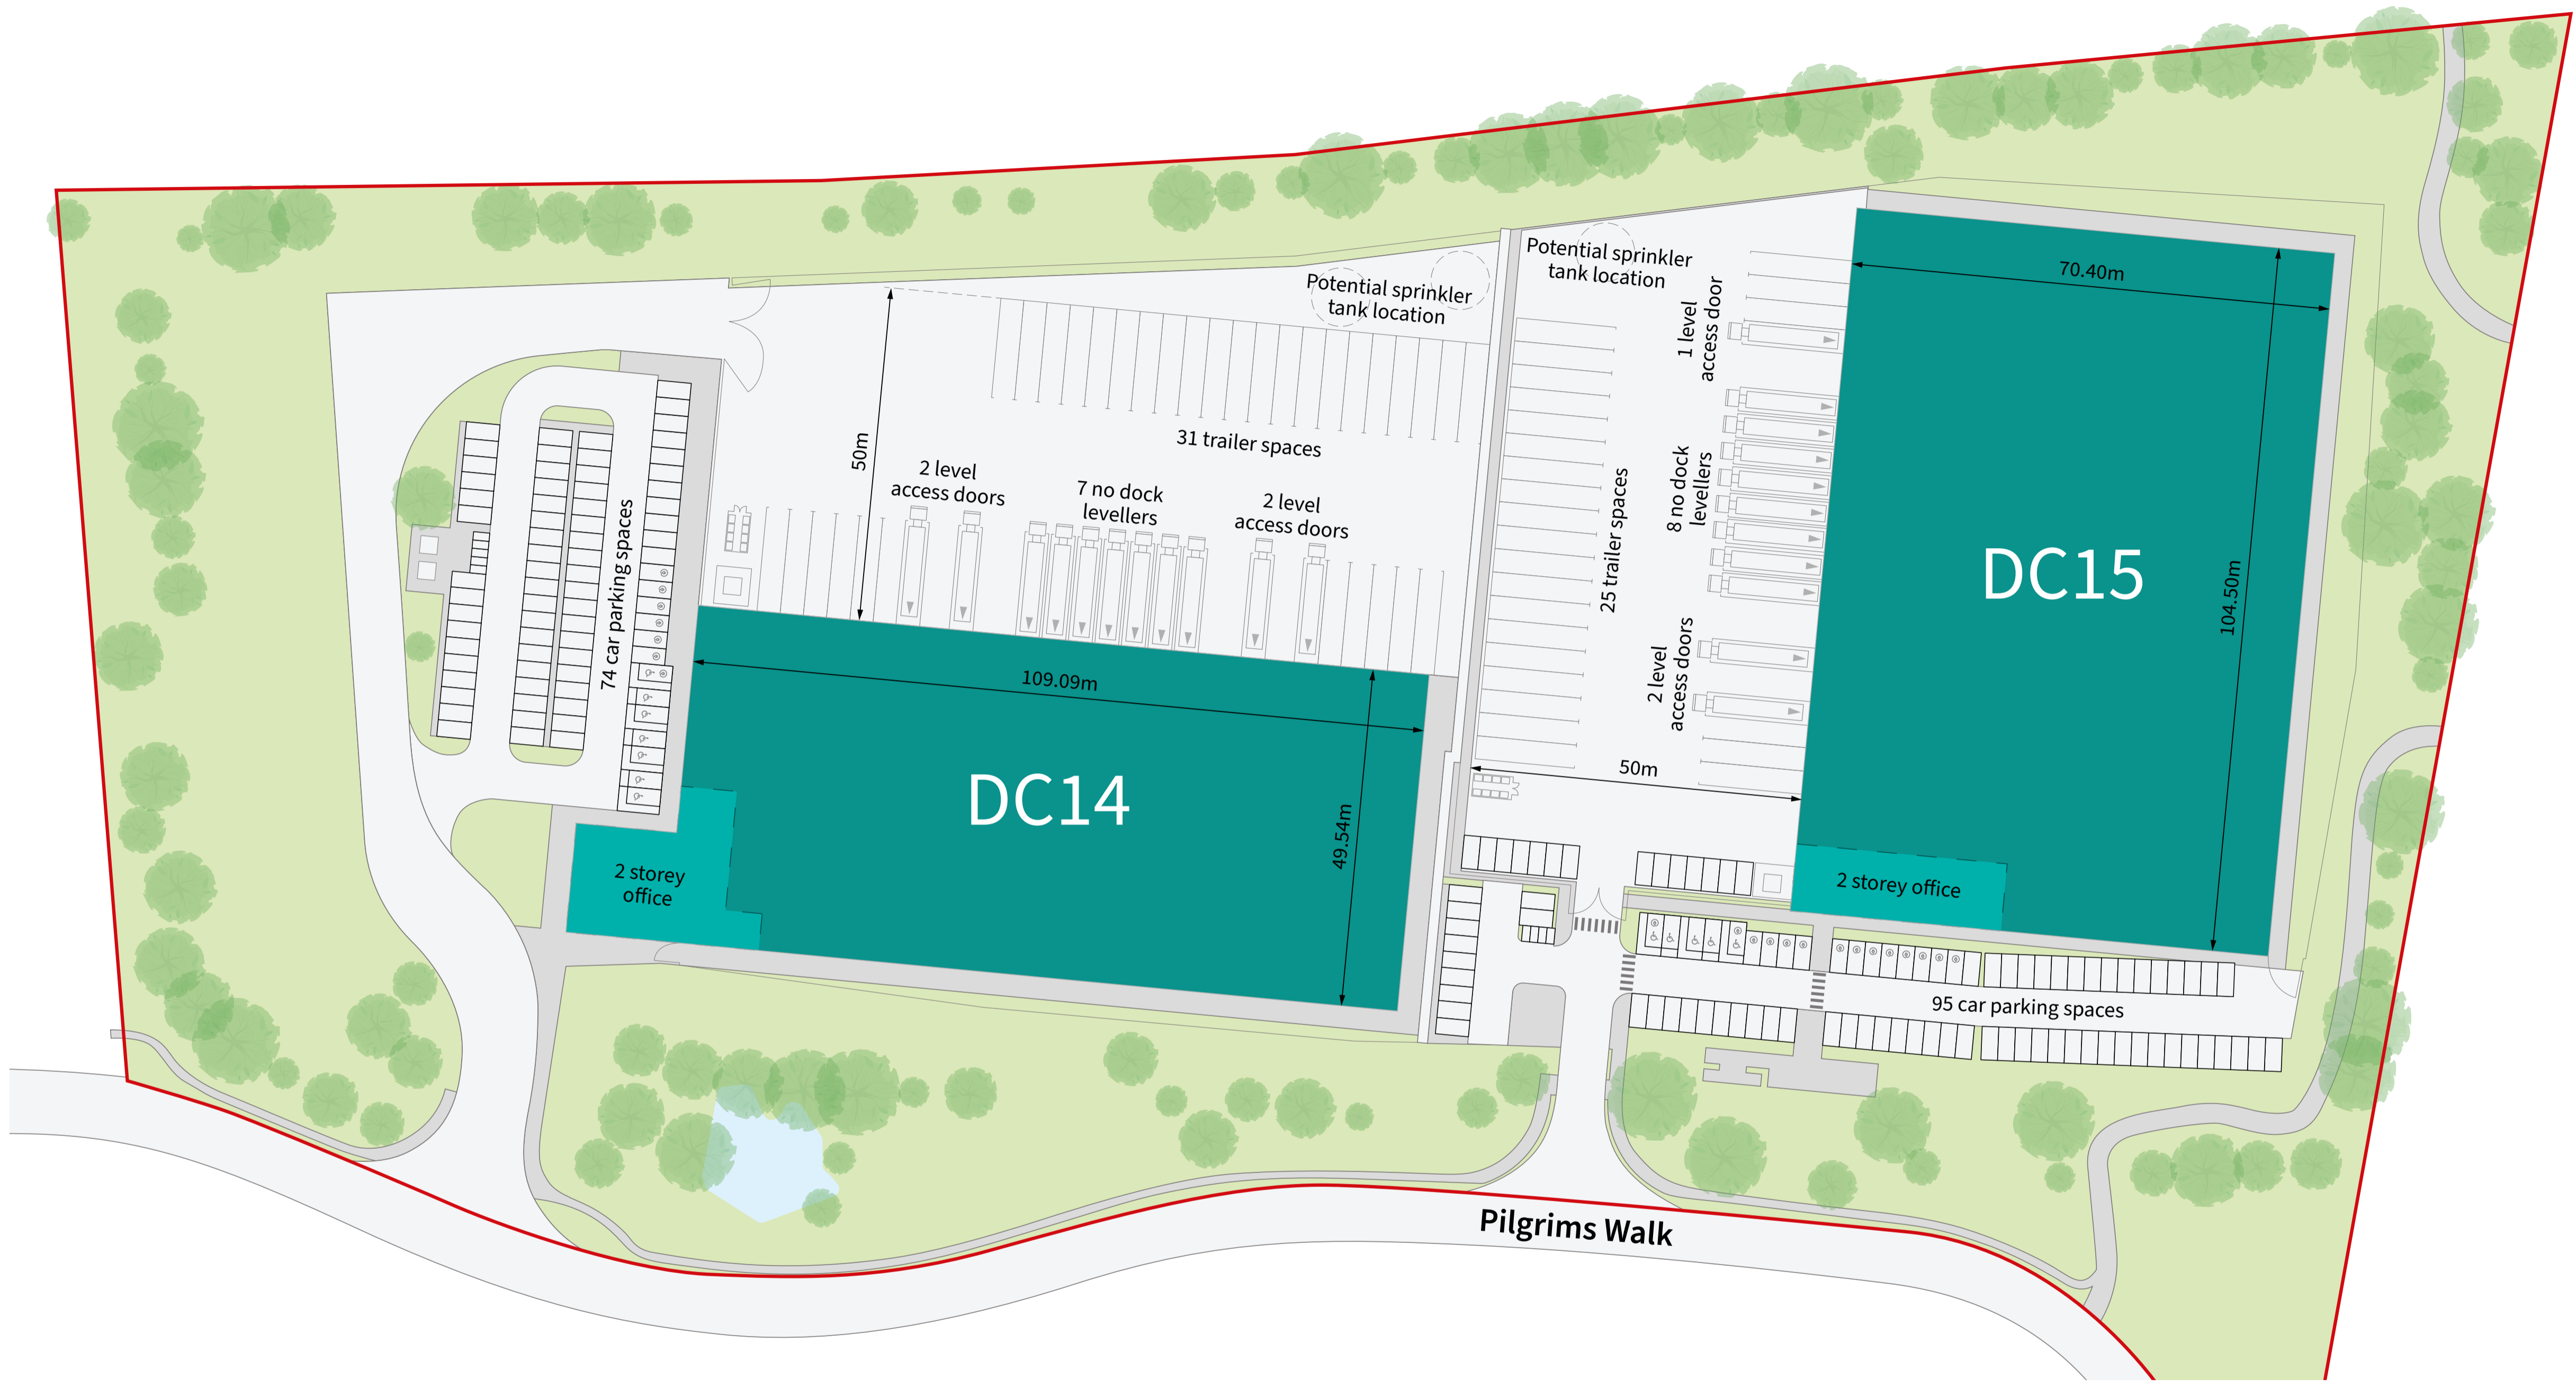 Potential sprinkler
tank location
Potential sprinkler
tank location
70.40m
1 level
access door
50m
31 trailer spaces
2 level
access doors
7 no dock
levellers
2 level
access doors
25 trailer spaces
8 no dock
levellers
74 car parking spaces
DC15
104.50m
109.09m
2 level
access doors
50m
DC14
49.54m
2 storey
office
2 storey office
95 car parking spaces
Pilgrims Walk